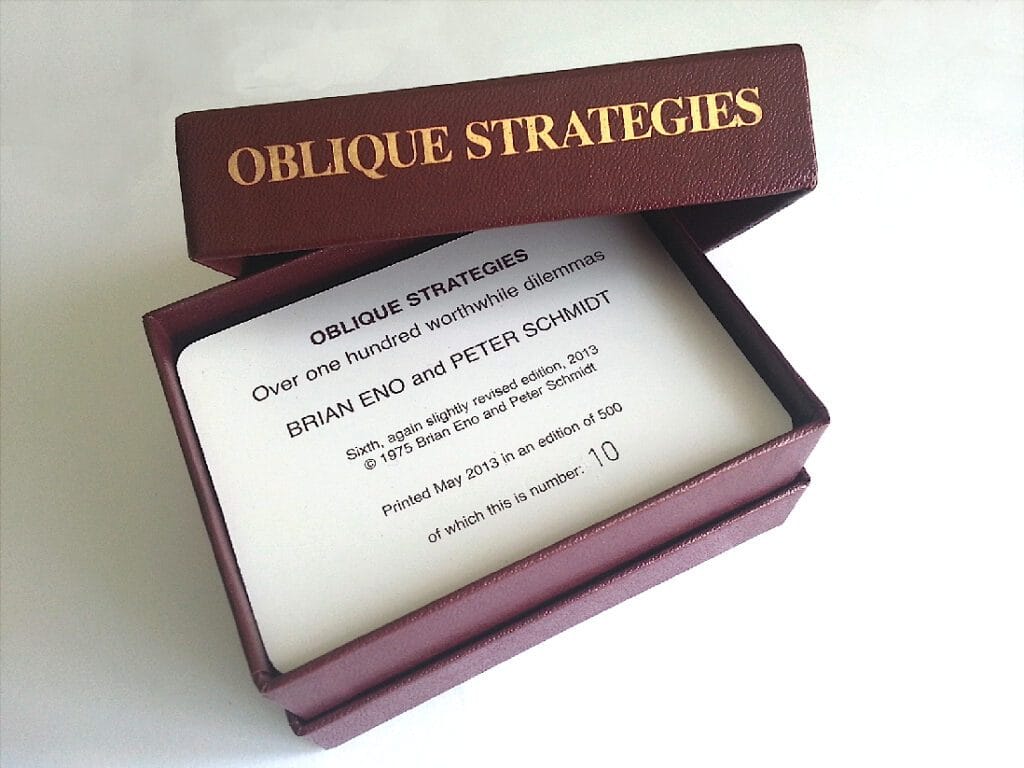 OBLIQUE STRATEGIES
OBLIQUE STRATEGIES
Over one hundred worthwhile dilemmas
BRIAN ENO and PETER SCHMIDT
Sixth, again slightly revised edition, 2013
© 1975 Brian Eno and Peter Schmidt
Printed May 2013 in an edition of 500
of which this is number: 10